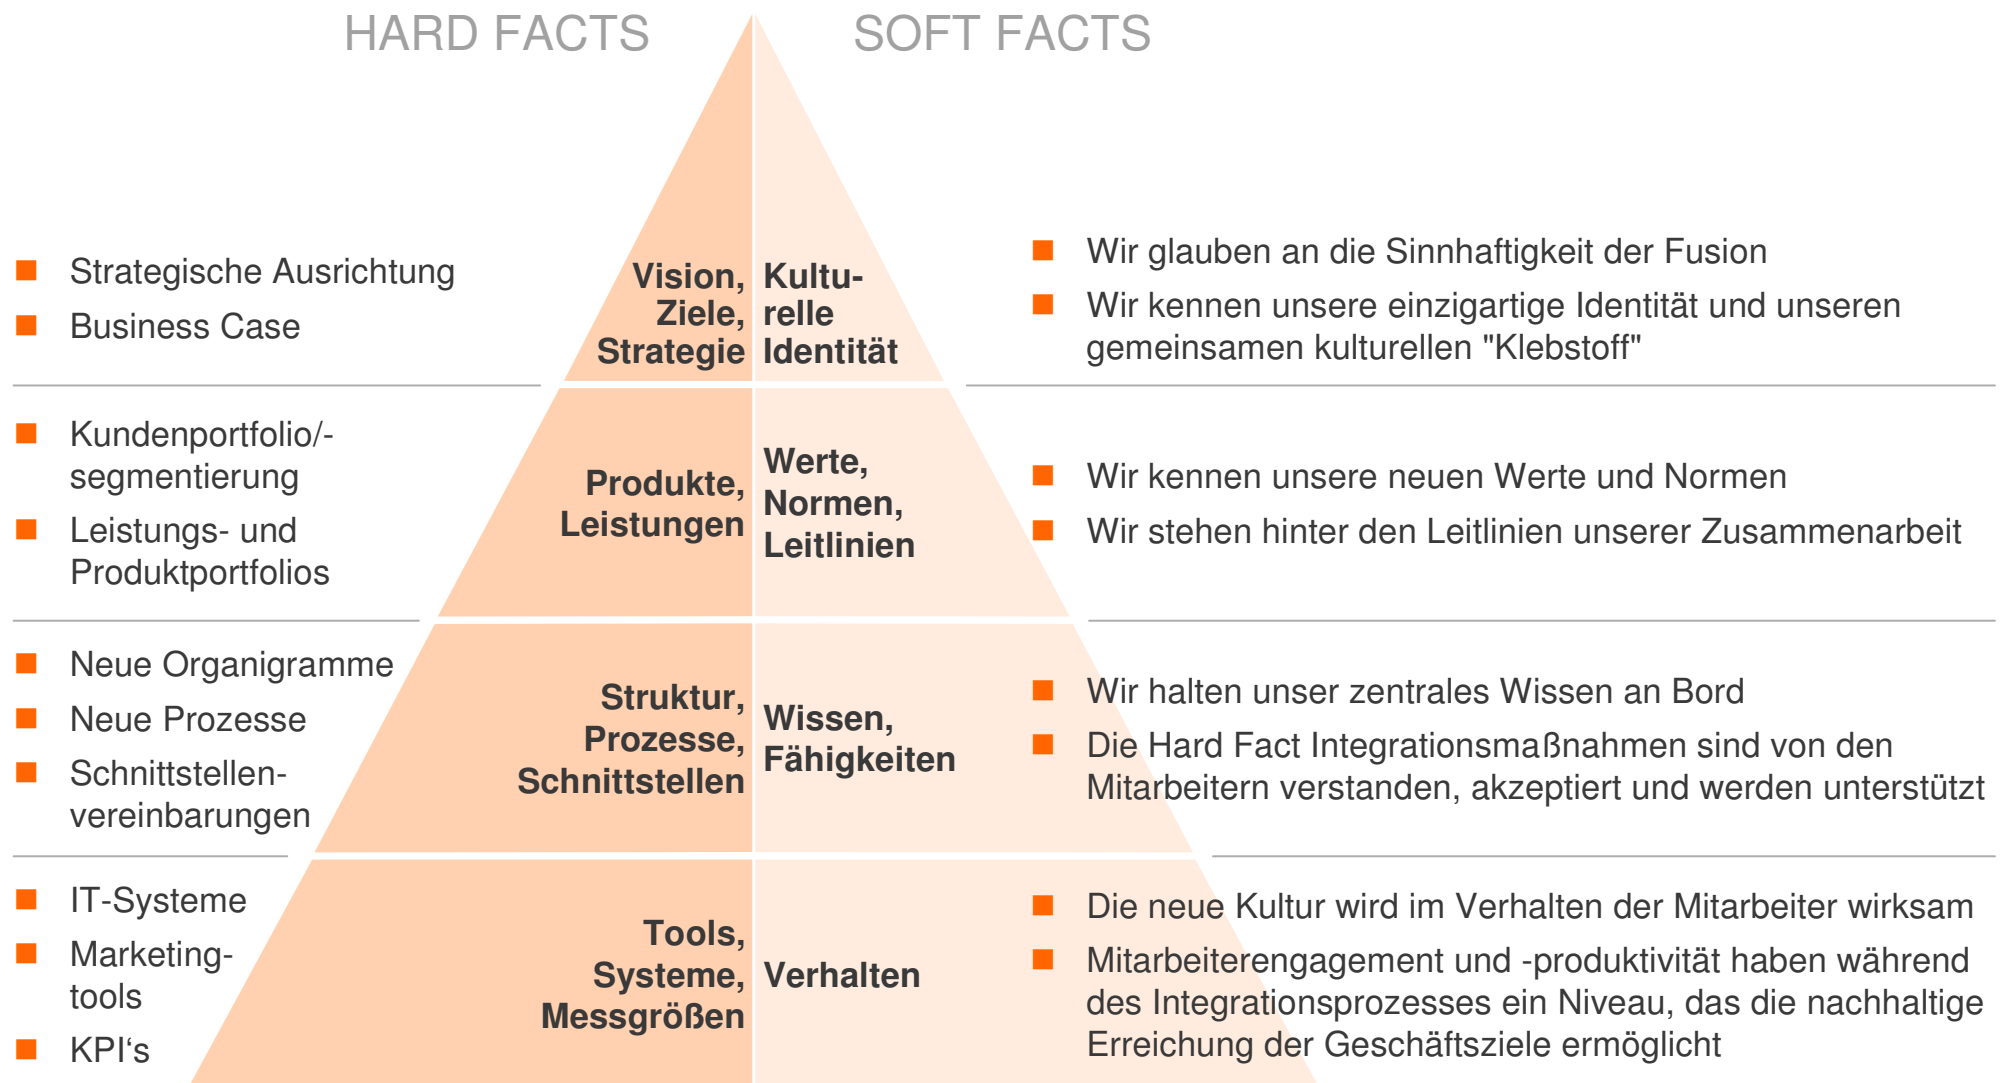 HARD FACTS
SOFT FACTS
Strategische Ausrichtung
Business Case
Vision,
Ziele,
Strategie
Kultu-
relle
Identität
Wir glauben an die Sinnhaftigkeit der Fusion
Wir kennen unsere einzigartige Identität und unseren
gemeinsamen kulturellen "Klebstoff"
Kundenportfolio/-
segmentierung
Leistungs- und
Produktportfolios
Produkte,
Leistungen
Werte,
Normen,
Leitlinien
Wir kennen unsere neuen Werte und Normen
Wir stehen hinter den Leitlinien unserer Zusammenarbeit
Neue Organigramme
Neue Prozesse
Schnittstellen-
vereinbarungen
Struktur,
Prozesse,
Schnittstellen
Wissen,
Fähigkeiten
Wir halten unser zentrales Wissen an Bord
Die Hard Fact Integrationsmaßnahmen sind von den
Mitarbeitern verstanden, akzeptiert und werden unterstützt
IT-Systeme
Marketing-
tools
KPI‘s
Tools,
Systeme,
Messgrößen
Verhalten
Die neue Kultur wird im Verhalten der Mitarbeiter wirksam
Mitarbeiterengagement und -produktivität haben während
des Integrationsprozesses ein Niveau, das die nachhaltige
Erreichung der Geschäftsziele ermöglicht